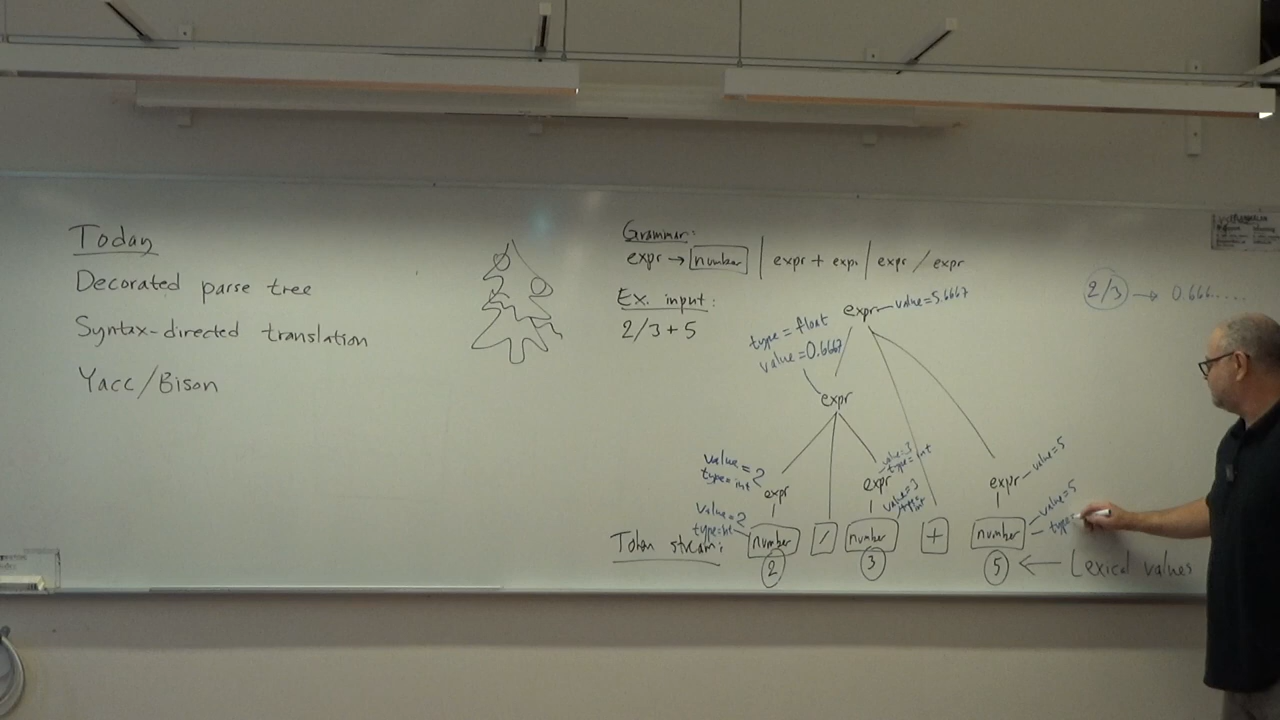 Today
Decorated parse tree
Syntax-directed translation
Yacc/Bison
Grammar:
expr → number | expr + expr | expr / expr
Ex. input:
2/3 + 5
2/3 → 0.666.....
expr value=5.6667
type = float
value = 0.6667
expr
value = 2
type = int
expr
value=3
type=int
expr
expr value=5
value=2
type=int
value=3
type=
int
value=5
type
Token stream:
number / number + number
2 3 5 ← Lexical values